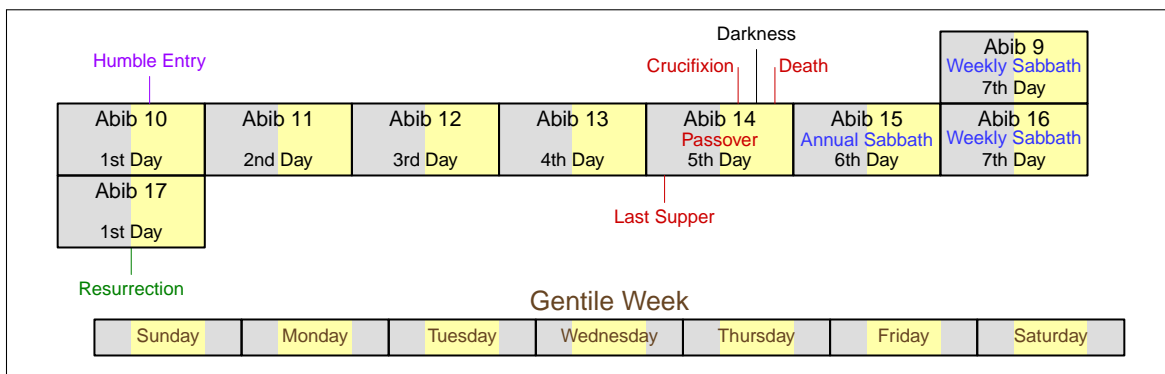 Darkness
Humble Entry
Crucifixion
Death
Abib 9
Weekly Sabbath
7th Day
Abib 10
1st Day
Abib 11
2nd Day
Abib 12
3rd Day
Abib 13
4th Day
Abib 14
Passover
5th Day
Abib 15
Annual Sabbath
6th Day
Abib 16
Weekly Sabbath
7th Day
Abib 17
1st Day
Last Supper
Resurrection
Gentile Week
Sunday
Monday
Tuesday
Wednesday
Thursday
Friday
Saturday